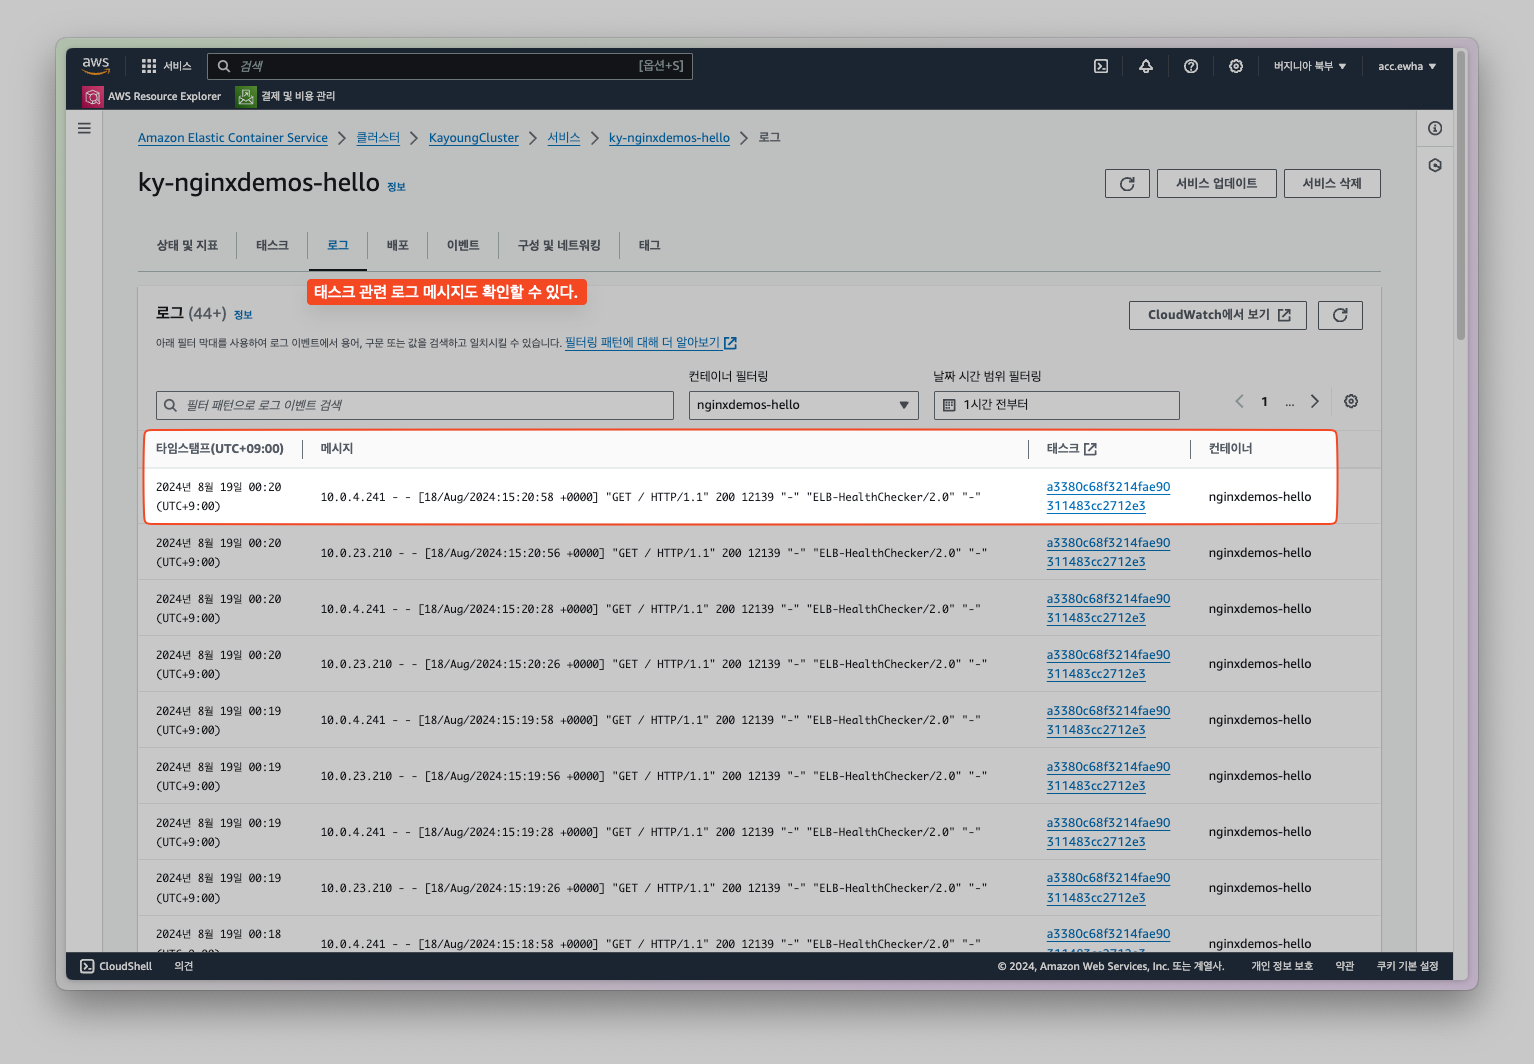 aws
서비스
검색
[옵션+S]
버지니아 북부
acc.ewha
AWS Resource Explorer
결제 및 비용 관리
Amazon Elastic Container Service
클러스터
KayoungCluster
서비스
ky-nginxdemos-hello
로그
ky-nginxdemos-hello 정보
서비스 업데이트
서비스 삭제
상태 및 지표
태스크
로그
배포
이벤트
구성 및 네트워킹
태그
태스크 관련 로그 메시지도 확인할 수 있다.
로그 (44+) 정보
CloudWatch에서 보기
아래 필터 막대를 사용하여 로그 이벤트에서 용어, 구문 또는 값을 검색하고 일치시킬 수 있습니다. 필터링 패턴에 대해 더 알아보기
컨테이너 필터링
날짜 시간 범위 필터링
필터 패턴으로 로그 이벤트 검색
nginxdemos-hello
1시간 전부터
1 ...
타임스탬프(UTC+09:00)
메시지
태스크
컨테이너
2024년 8월 19일 00:20
(UTC+9:00)
10.0.4.241 - - [18/Aug/2024:15:20:58 +0000] "GET / HTTP/1.1" 200 12139 "-" "ELB-HealthChecker/2.0" "-"
a3380c68f3214fae90
311483cc2712e3
nginxdemos-hello
2024년 8월 19일 00:20
(UTC+9:00)
10.0.23.210 - - [18/Aug/2024:15:20:56 +0000] "GET / HTTP/1.1" 200 12139 "-" "ELB-HealthChecker/2.0" "-"
a3380c68f3214fae90
311483cc2712e3
nginxdemos-hello
2024년 8월 19일 00:20
(UTC+9:00)
10.0.4.241 - - [18/Aug/2024:15:20:28 +0000] "GET / HTTP/1.1" 200 12139 "-" "ELB-HealthChecker/2.0" "-"
a3380c68f3214fae90
311483cc2712e3
nginxdemos-hello
2024년 8월 19일 00:20
(UTC+9:00)
10.0.23.210 - - [18/Aug/2024:15:20:26 +0000] "GET / HTTP/1.1" 200 12139 "-" "ELB-HealthChecker/2.0" "-"
a3380c68f3214fae90
311483cc2712e3
nginxdemos-hello
2024년 8월 19일 00:19
(UTC+9:00)
10.0.4.241 - - [18/Aug/2024:15:19:58 +0000] "GET / HTTP/1.1" 200 12139 "-" "ELB-HealthChecker/2.0" "-"
a3380c68f3214fae90
311483cc2712e3
nginxdemos-hello
2024년 8월 19일 00:19
(UTC+9:00)
10.0.23.210 - - [18/Aug/2024:15:19:56 +0000] "GET / HTTP/1.1" 200 12139 "-" "ELB-HealthChecker/2.0" "-"
a3380c68f3214fae90
311483cc2712e3
nginxdemos-hello
2024년 8월 19일 00:19
(UTC+9:00)
10.0.4.241 - - [18/Aug/2024:15:19:28 +0000] "GET / HTTP/1.1" 200 12139 "-" "ELB-HealthChecker/2.0" "-"
a3380c68f3214fae90
311483cc2712e3
nginxdemos-hello
2024년 8월 19일 00:19
(UTC+9:00)
10.0.23.210 - - [18/Aug/2024:15:19:26 +0000] "GET / HTTP/1.1" 200 12139 "-" "ELB-HealthChecker/2.0" "-"
a3380c68f3214fae90
311483cc2712e3
nginxdemos-hello
2024년 8월 19일 00:18
10.0.4.241 - - [18/Aug/2024:15:18:58 +0000] "GET / HTTP/1.1" 200 12139 "-" "ELB-HealthChecker/2.0" "-"
a3380c68f3214fae90
nginxdemos-hello
CloudShell
의견
© 2024, Amazon Web Services, Inc. 또는 계열사.
개인 정보 보호
약관
쿠키 기본 설정